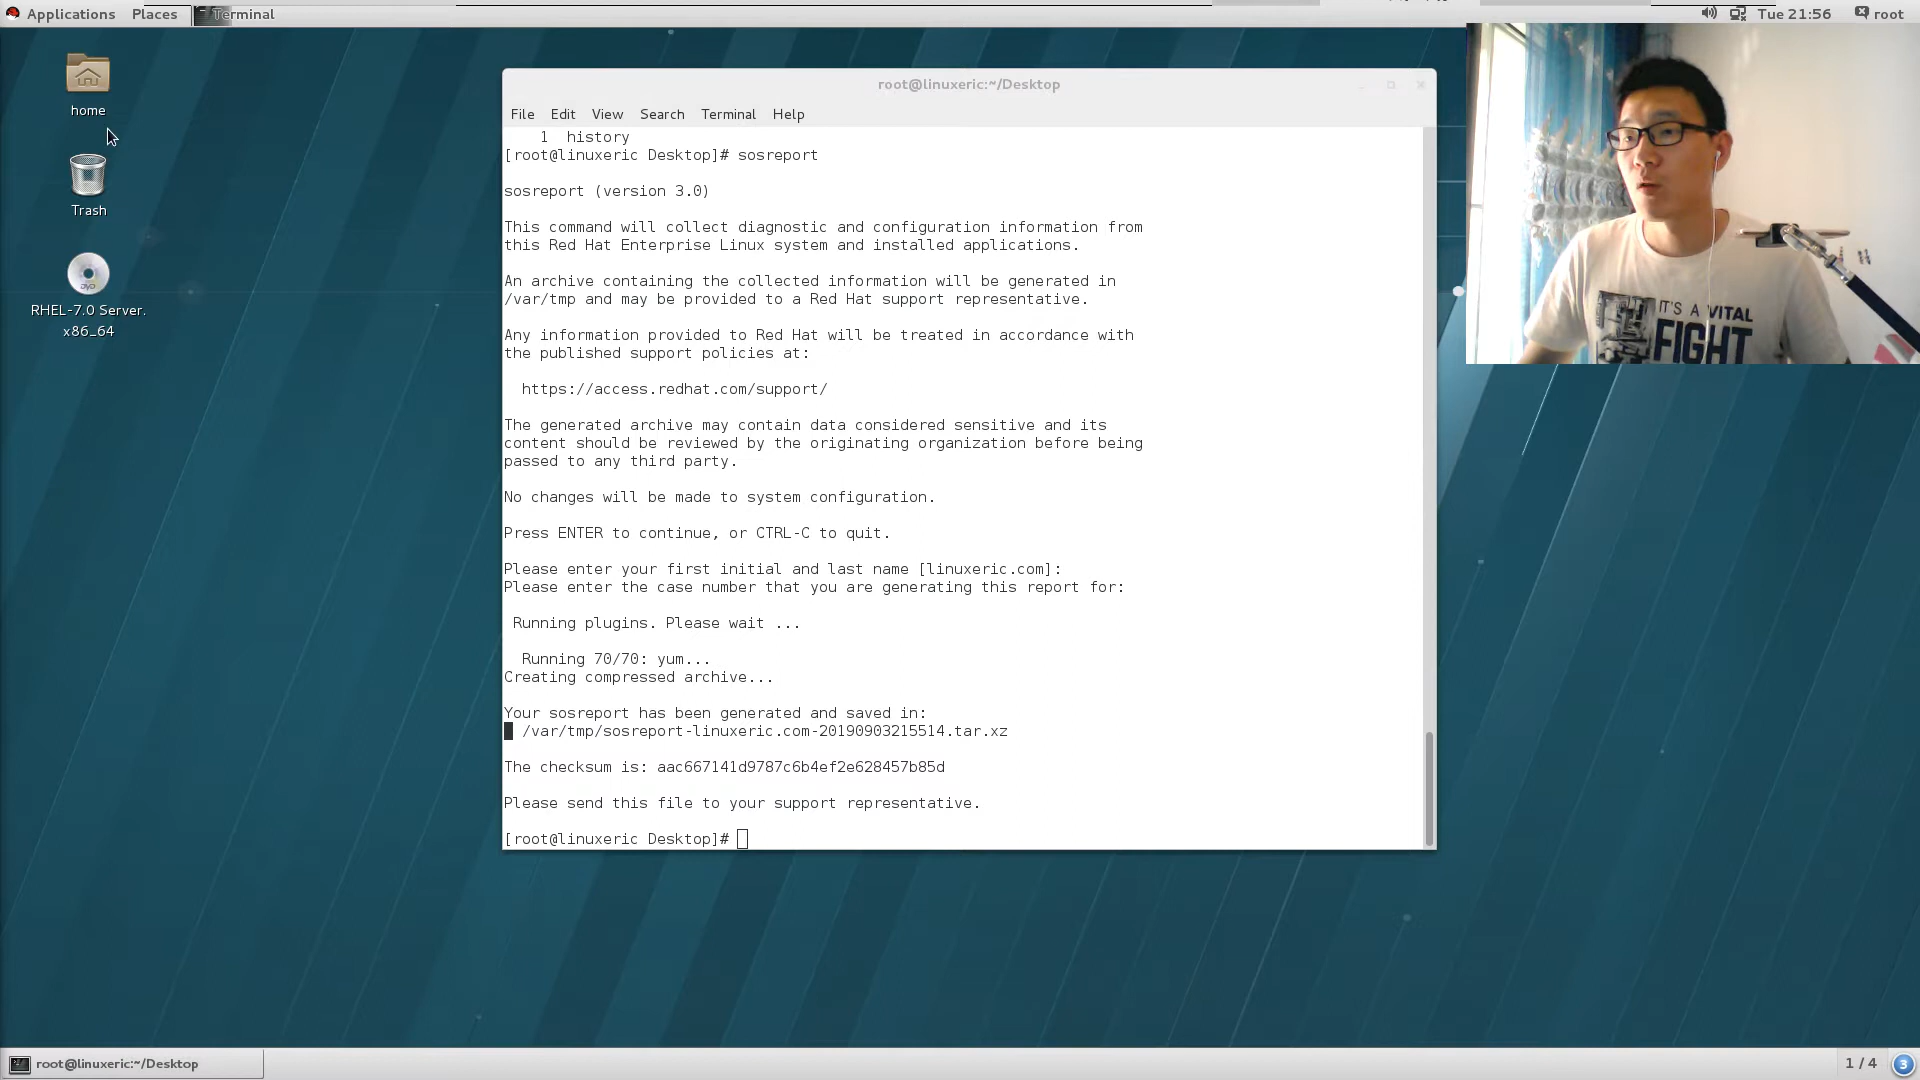 Applications Places Terminal
Tue 21:56 root
home
Trash
RHEL-7.0 Server.
x86_64
root@linuxeric:~/Desktop
File Edit View Search Terminal Help
1 history
[root@linuxeric Desktop]# sosreport
sosreport (version 3.0)
This command will collect diagnostic and configuration information from
this Red Hat Enterprise Linux system and installed applications.
An archive containing the collected information will be generated in
/var/tmp and may be provided to a Red Hat support representative.
Any information provided to Red Hat will be treated in accordance with
the published support policies at:
https://access.redhat.com/support/
The generated archive may contain data considered sensitive and its
content should be reviewed by the originating organization before being
passed to any third party.
No changes will be made to system configuration.
Press ENTER to continue, or CTRL-C to quit.
Please enter your first initial and last name [linuxeric.com]:
Please enter the case number that you are generating this report for:
Running plugins. Please wait ...
Running 70/70: yum...
Creating compressed archive...
Your sosreport has been generated and saved in:
/var/tmp/sosreport-linuxeric.com-20190903215514.tar.xz
The checksum is: aac667141d9787c6b4ef2e628457b85d
Please send this file to your support representative.
[root@linuxeric Desktop]#
IT'S A VITAL
FIGHT
root@linuxeric:~/Desktop
1 / 4
3